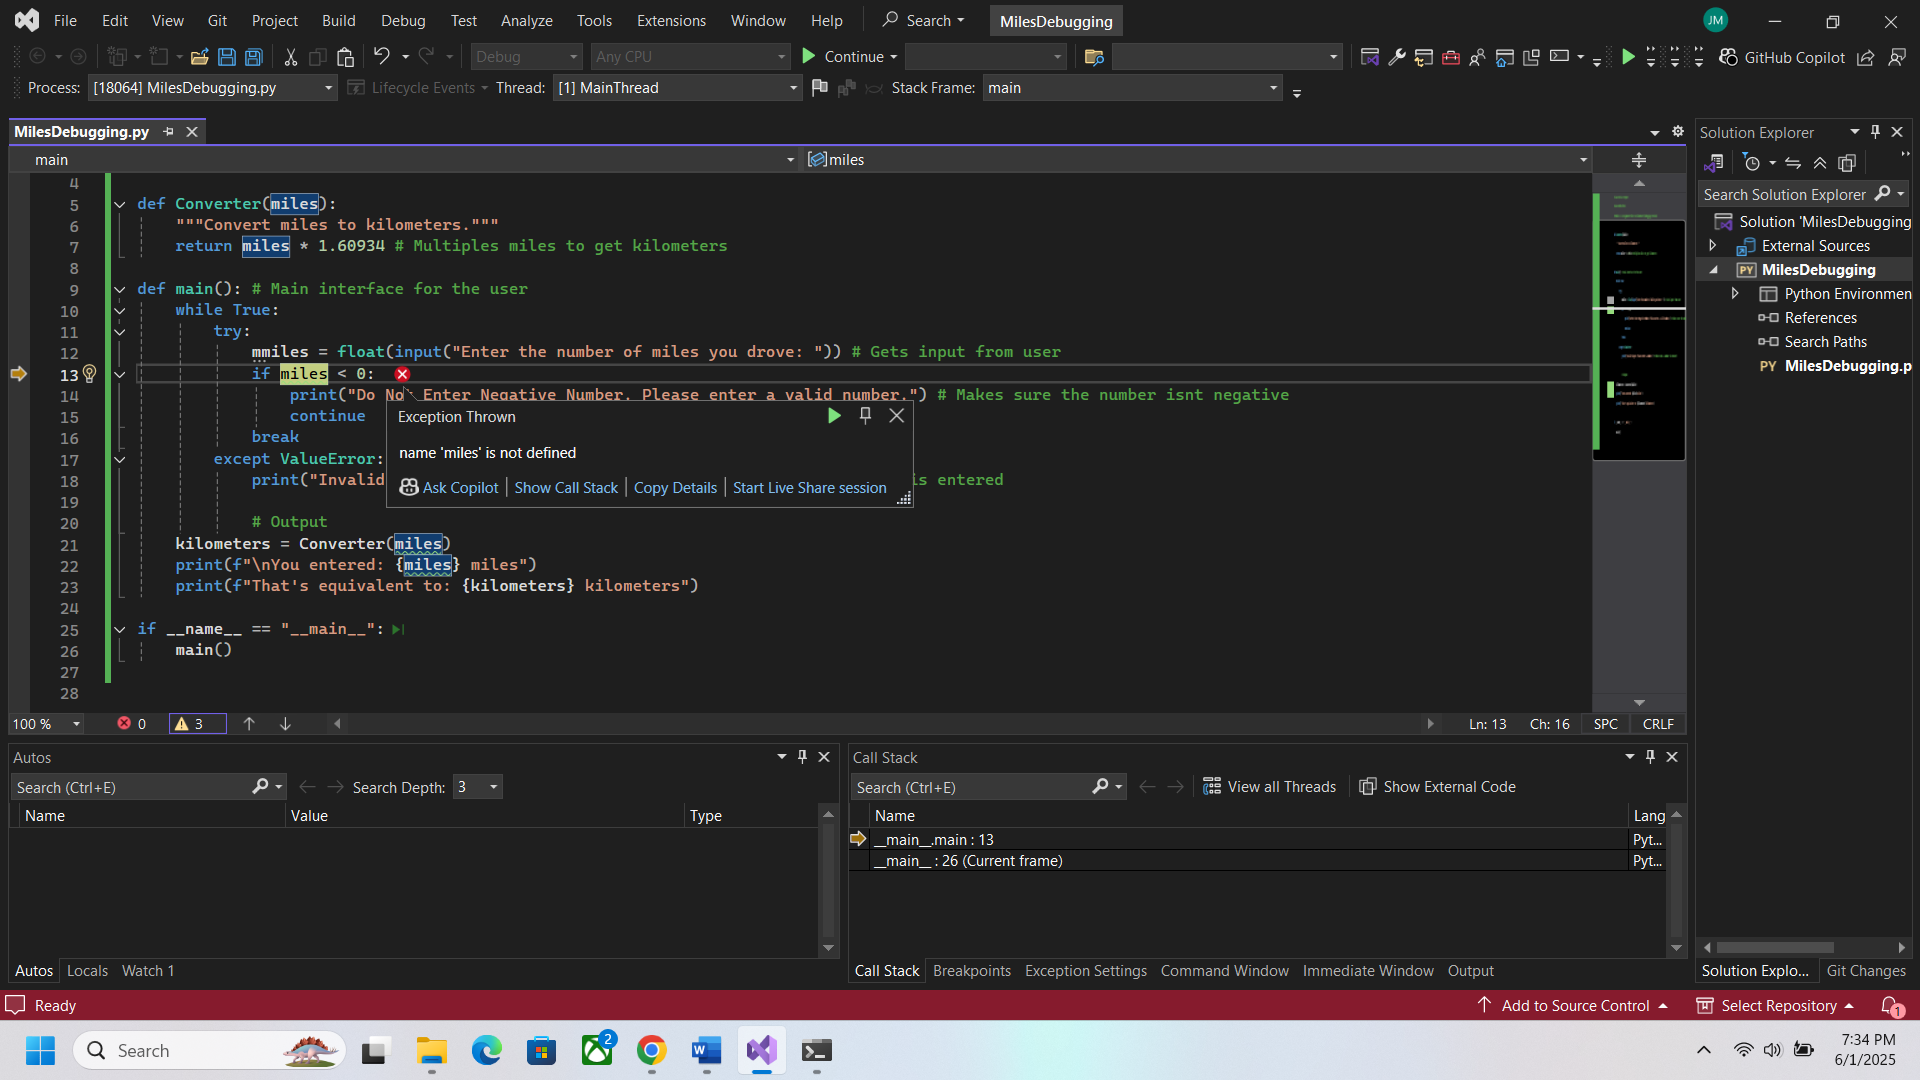 File Edit View Git Project Build Debug Test Analyze Tools Extensions Window Help Search MilesDebugging JM
Debug Any CPU Continue GitHub Copilot
Process: [18064] MilesDebugging.py Lifecycle Events Thread: [1] MainThread Stack Frame: main
MilesDebugging.py
main miles
4
5 def Converter(miles):
6 """Convert miles to kilometers."""
7 return miles * 1.60934 # Multiples miles to get kilometers
8
9 def main(): # Main interface for the user
10 while True:
11 try:
12 mmiles = float(input("Enter the number of miles you drove: ")) # Gets input from user
13 if miles < 0:
14 print("Do Not Enter Negative Number. Please enter a valid number.") # Makes sure the number isnt negative
15 continue
16 break
17 except ValueError:
18 print("Invalid is entered
19
20 # Output
21 kilometers = Converter(miles)
22 print(f"\nYou entered: {miles} miles")
23 print(f"That's equivalent to: {kilometers} kilometers")
24
25 if __name__ == "__main__":
26 main()
27
28
Exception Thrown
name 'miles' is not defined
Ask Copilot Show Call Stack Copy Details Start Live Share session
100 % 0 3 Ln: 13 Ch: 16 SPC CRLF
Solution Explorer
Search Solution Explorer
Solution 'MilesDebugging
External Sources
PY MilesDebugging
Python Environmen
References
Search Paths
PY MilesDebugging.p
Solution Explo... Git Changes
Autos
Search (Ctrl+E) Search Depth: 3
Name Value Type
Autos Locals Watch 1
Call Stack
Search (Ctrl+E) View all Threads Show External Code
Name Lang
__main__.main : 13 Pyt...
__main__ : 26 (Current frame) Pyt...
Call Stack Breakpoints Exception Settings Command Window Immediate Window Output
Ready Add to Source Control Select Repository 1
Search 2 7:34 PM
6/1/2025